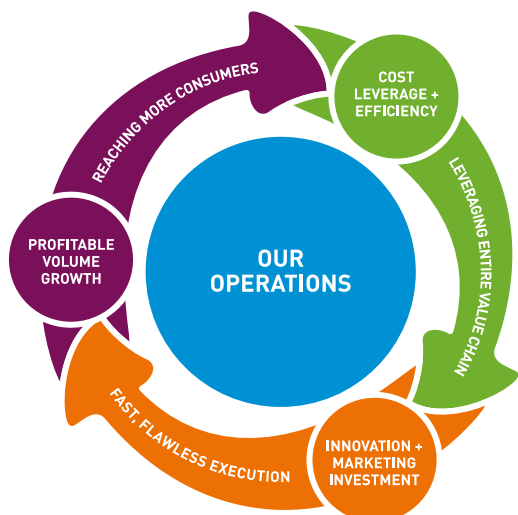 REACHING MORE CONSUMERS
COST
LEVERAGE +
EFFICIENCY
LEVERAGING ENTIRE VALUE CHAIN
PROFITABLE
VOLUME
GROWTH
OUR
OPERATIONS
FAST, FLAWLESS EXECUTION
INNOVATION +
MARKETING
INVESTMENT